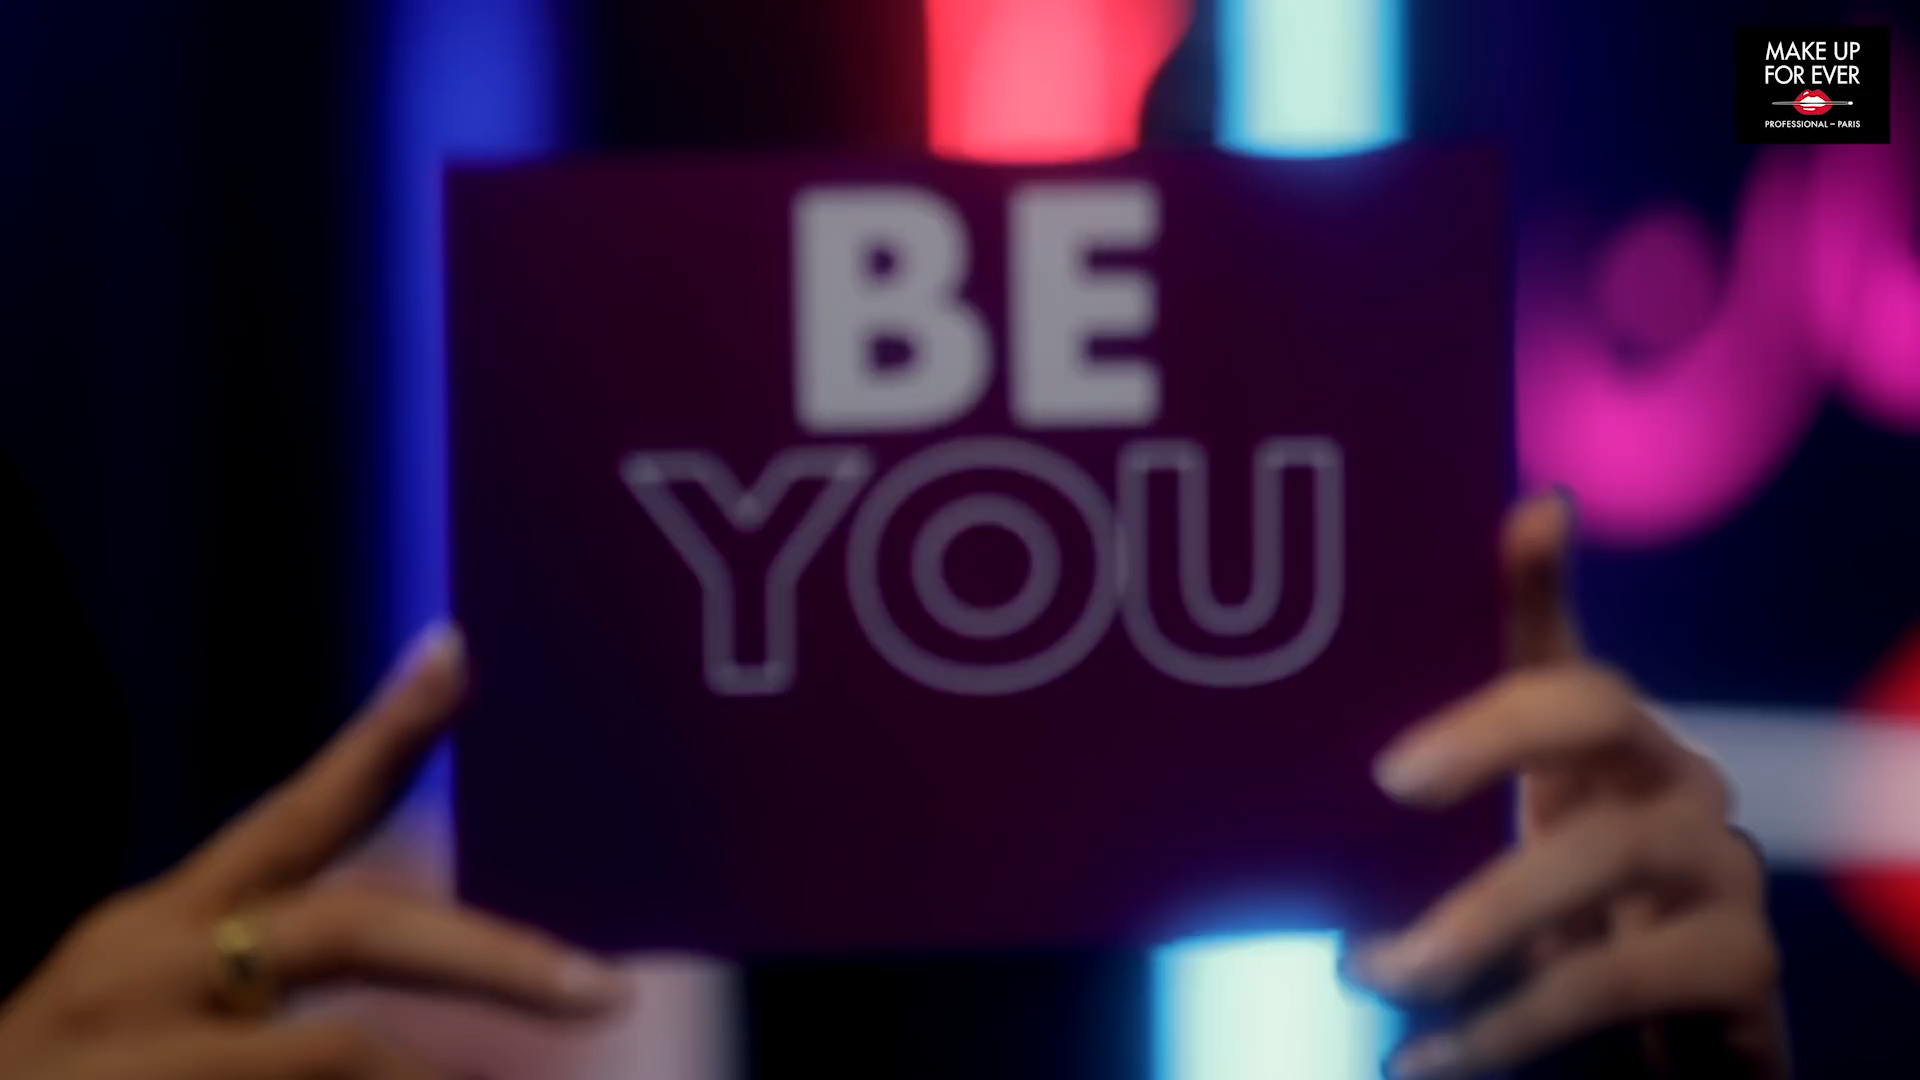 MAKE UP
FOR EVER
PROFESSIONAL – PARIS
BE
YOU